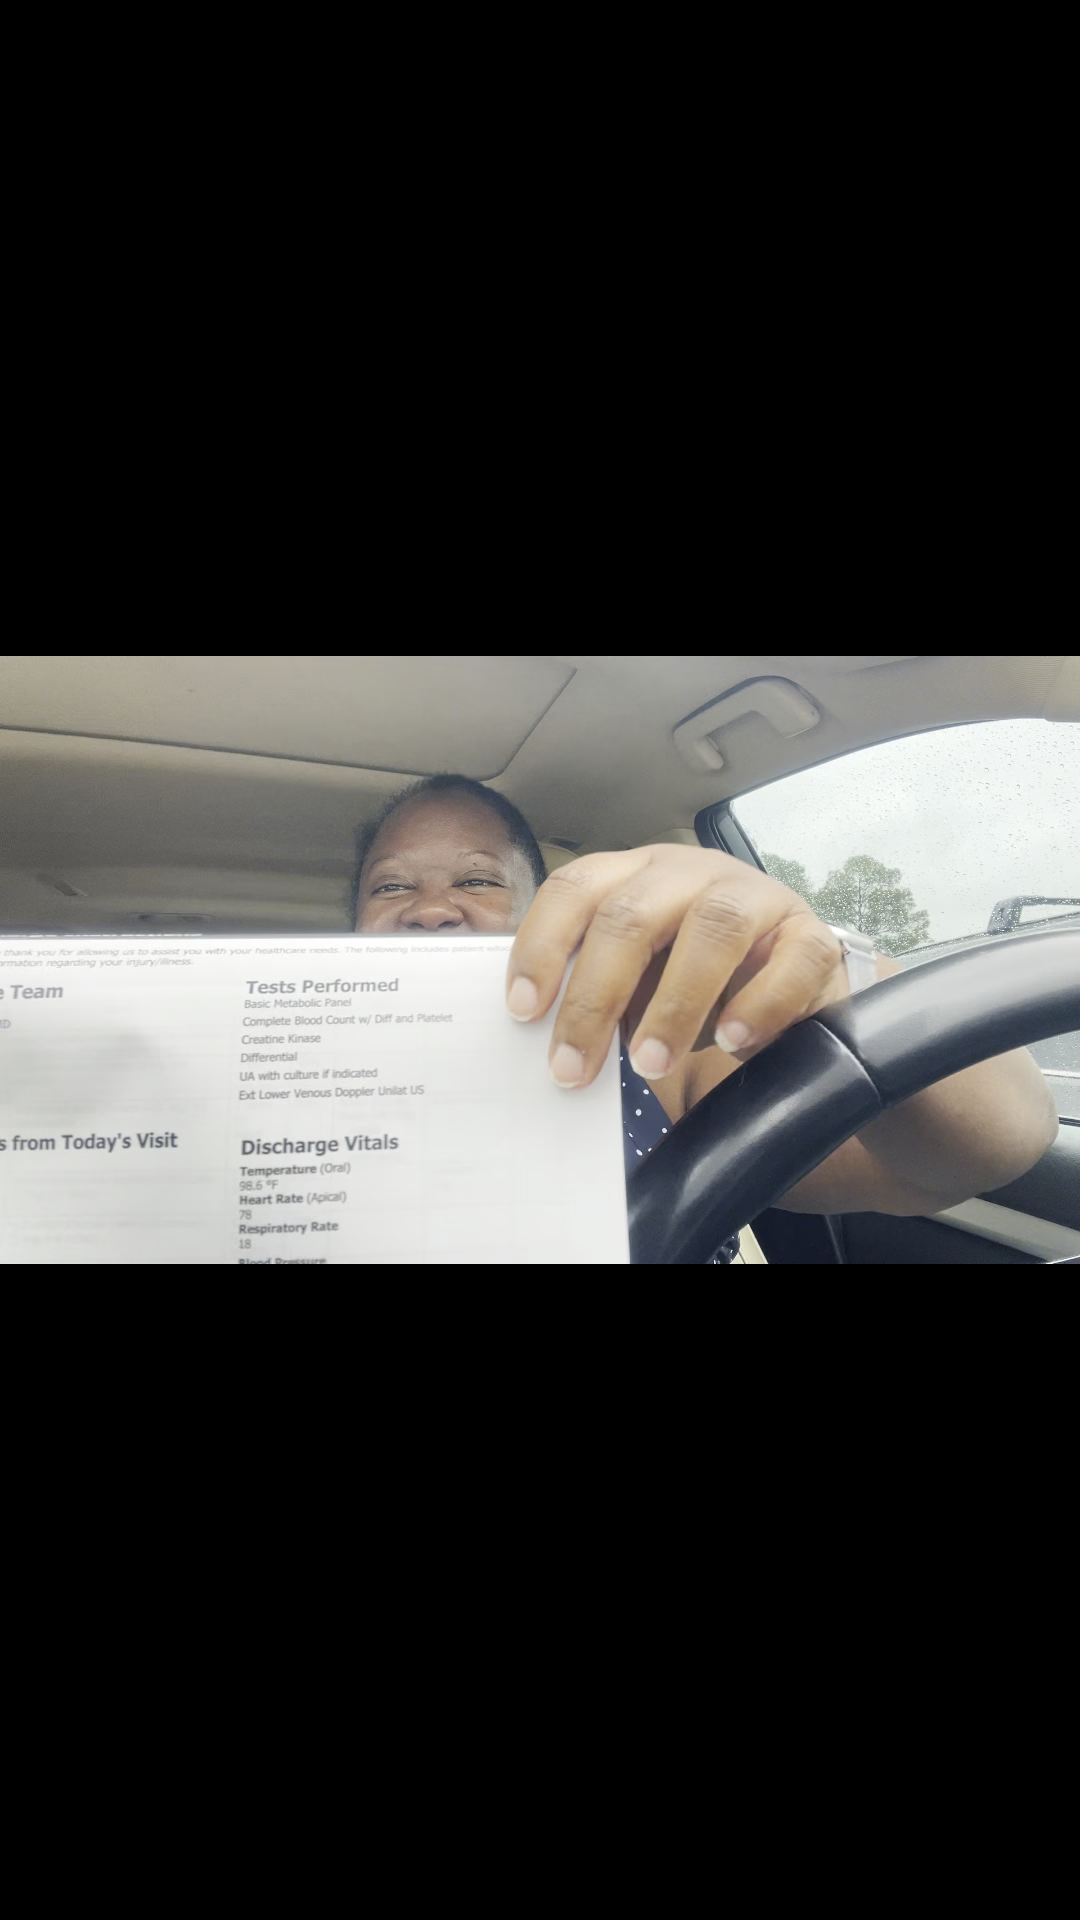 thank you for allowing us to assist you with your healthcare needs. The following includes patient
regarding your injury/illness.
Team
Tests Performed
Basic Metabolic Panel
Complete Blood Count w/ Diff and Platelet
Creatine Kinase
Differential
UA with culture if indicated
Ext Lower Venous Doppler Unilat US
from Today's Visit
Discharge Vitals
Temperature (Oral)
98.6 °F
Heart Rate (Apical)
78
Respiratory Rate
18
Blood Pressure